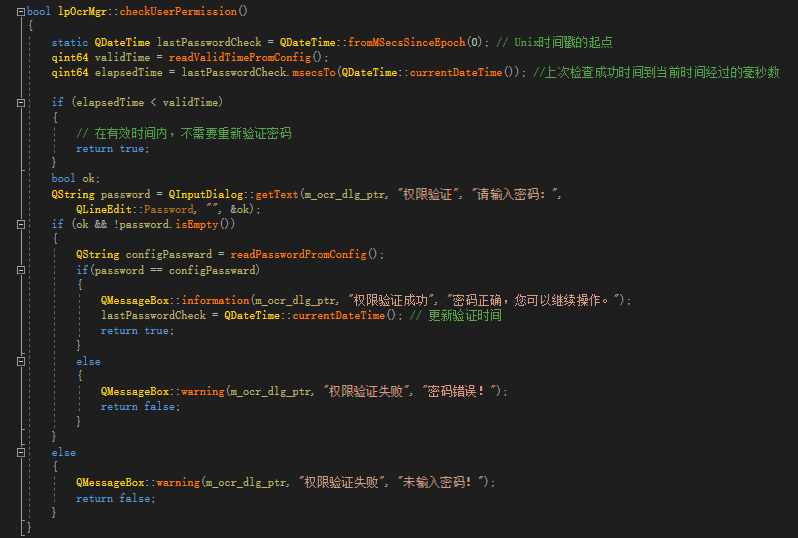 bool lpOcrMgr::checkUserPermission()
{
static QDateTime lastPasswordCheck = QDateTime::fromMSecsSinceEpoch(0); // Unix时间戳的起点
qint64 validTime = readValidTimeFromConfig();
qint64 elapsedTime = lastPasswordCheck.msecsTo(QDateTime::currentDateTime()); //上次检查成功时间到当前时间经过的毫秒数
if (elapsedTime < validTime)
{
// 在有效时间内，不需要重新验证密码
return true;
}
bool ok;
QString password = QInputDialog::getText(m_ocr_dlg_ptr, "权限验证", "请输入密码：",
QLineEdit::Password, "", &ok);
if (ok && !password.isEmpty())
{
QString configPassward = readPasswordFromConfig();
if(password == configPassward)
{
QMessageBox::information(m_ocr_dlg_ptr, "权限验证成功", "密码正确，您可以继续操作。");
lastPasswordCheck = QDateTime::currentDateTime(); // 更新验证时间
return true;
}
else
{
QMessageBox::warning(m_ocr_dlg_ptr, "权限验证失败", "密码错误！");
return false;
}
}
else
{
QMessageBox::warning(m_ocr_dlg_ptr, "权限验证失败", "未输入密码！");
return false;
}
}